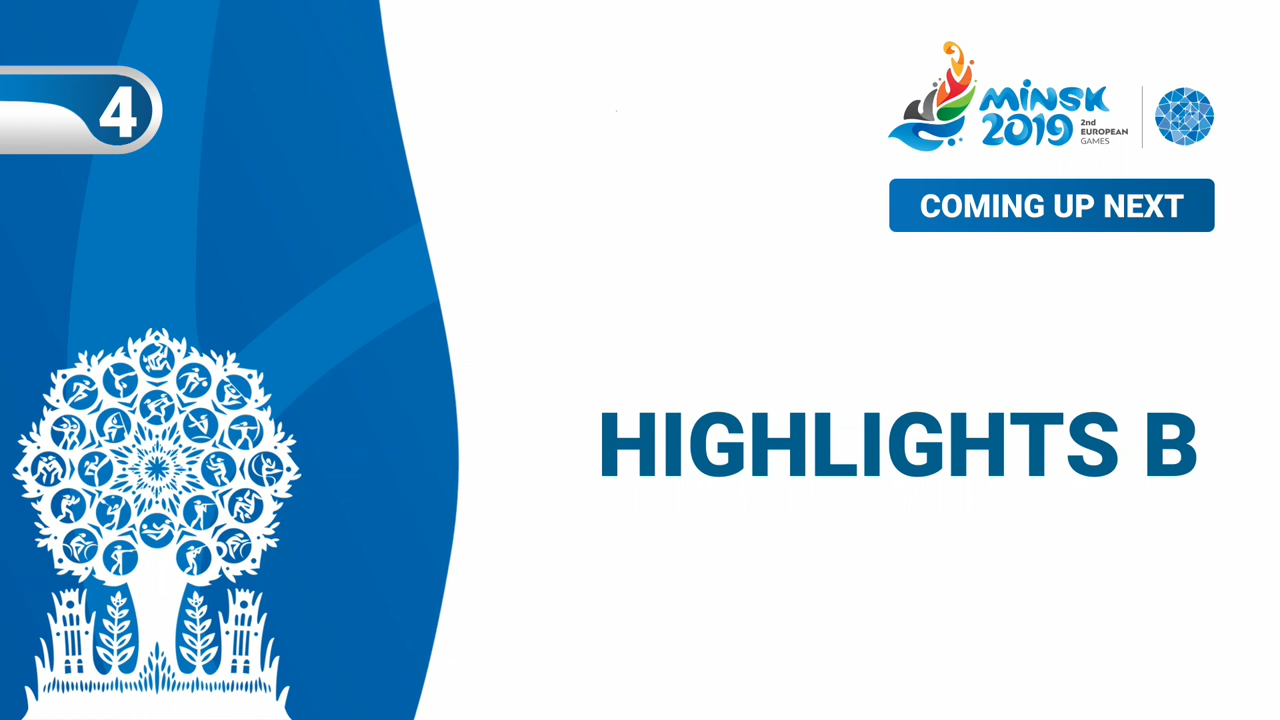 4
MINSK
2019
2nd
EUROPEAN
GAMES
COMING UP NEXT
HIGHLIGHTS B